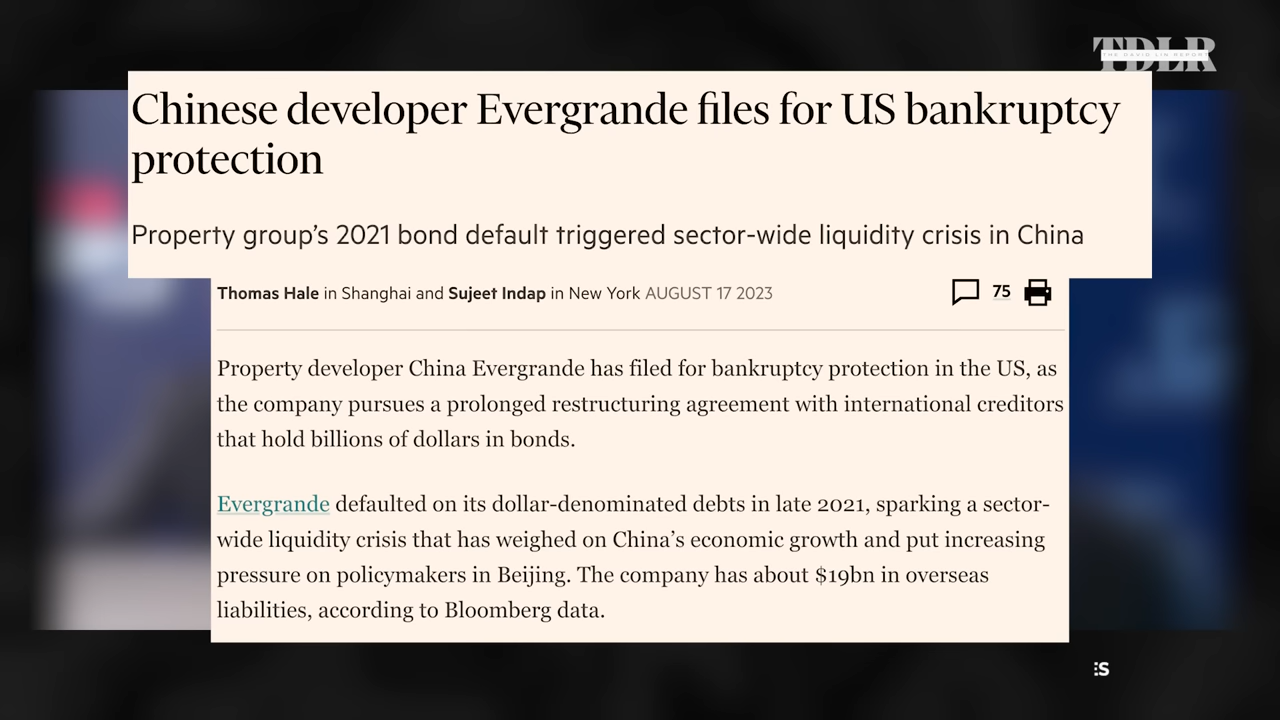 TDLR
THE DAVID LIN REPORT
Chinese developer Evergrande files for US bankruptcy
protection
Property group’s 2021 bond default triggered sector-wide liquidity crisis in China
Thomas Hale in Shanghai and Sujeet Indap in New York AUGUST 17 2023
75
Property developer China Evergrande has filed for bankruptcy protection in the US, as
the company pursues a prolonged restructuring agreement with international creditors
that hold billions of dollars in bonds.
Evergrande defaulted on its dollar-denominated debts in late 2021, sparking a sector-
wide liquidity crisis that has weighed on China’s economic growth and put increasing
pressure on policymakers in Beijing. The company has about $19bn in overseas
liabilities, according to Bloomberg data.